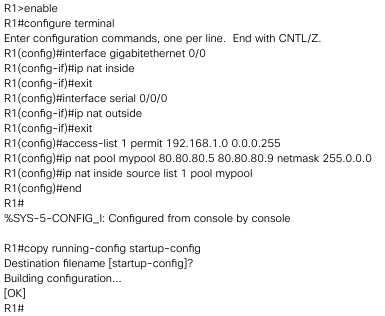 R1>enable
R1#configure terminal
Enter configuration commands, one per line.  End with CNTL/Z.
R1(config)#interface gigabitethernet 0/0
R1(config-if)#ip nat inside
R1(config-if)#exit
R1(config)#interface serial 0/0/0
R1(config-if)#ip nat outside
R1(config-if)#exit
R1(config)#access-list 1 permit 192.168.1.0 0.0.0.255
R1(config)#ip nat pool mypool 80.80.80.5 80.80.80.9 netmask 255.0.0.0
R1(config)#ip nat inside source list 1 pool mypool
R1(config)#end
R1#
%SYS-5-CONFIG_I: Configured from console by console
R1#copy running-config startup-config
Destination filename [startup-config]?
Building configuration...
[OK]
R1#